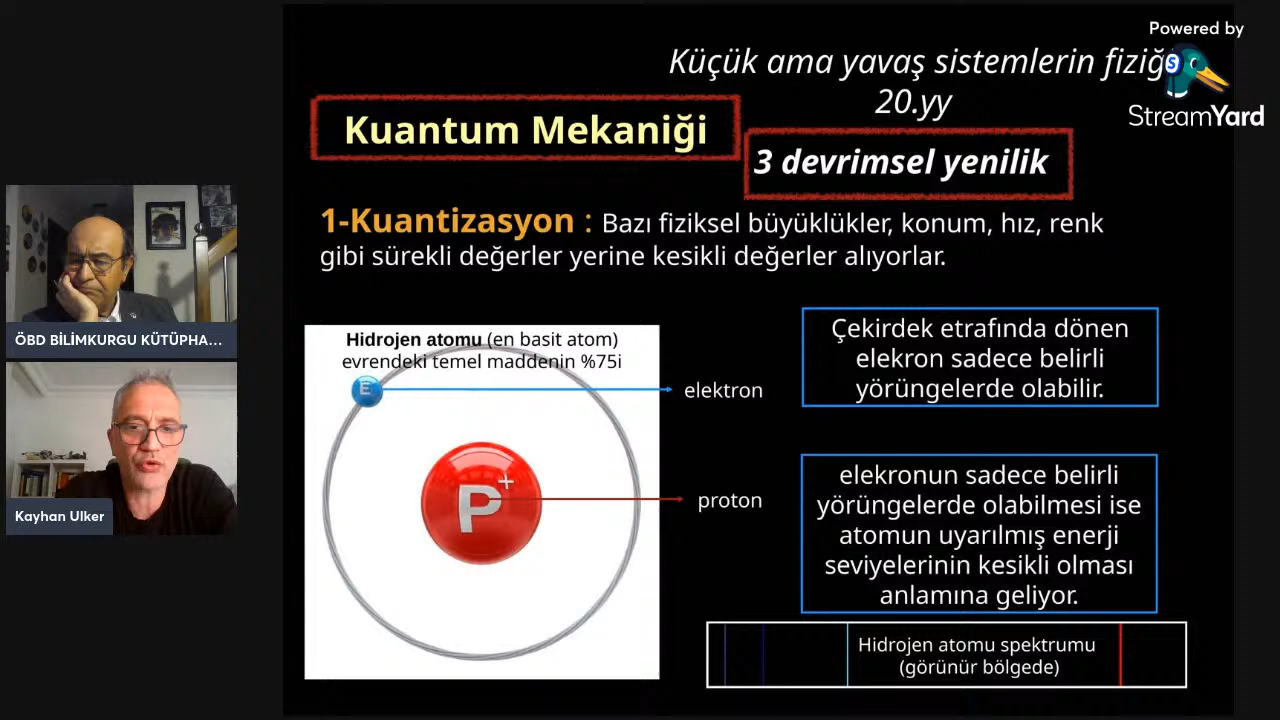 Powered by
StreamYard
Küçük ama yavaş sistemlerin fiziğ
20.yy
Kuantum Mekaniği
3 devrimsel yenilik
1-Kuantizasyon : Bazı fiziksel büyüklükler, konum, hız, renk
gibi sürekli değerler yerine kesikli değerler alıyorlar.
Hidrojen atomu (en basit atom)
evrendeki temel maddenin %75i
E
elektron
P+
proton
Çekirdek etrafında dönen
elekron sadece belirli
yörüngelerde olabilir.
elekronun sadece belirli
yörüngelerde olabilmesi ise
atomun uyarılmış enerji
seviyelerinin kesikli olması
anlamına geliyor.
Hidrojen atomu spektrumu
(görünür bölgede)
ÖBD BİLİMKURGU KÜTÜPHA...
Kayhan Ulker